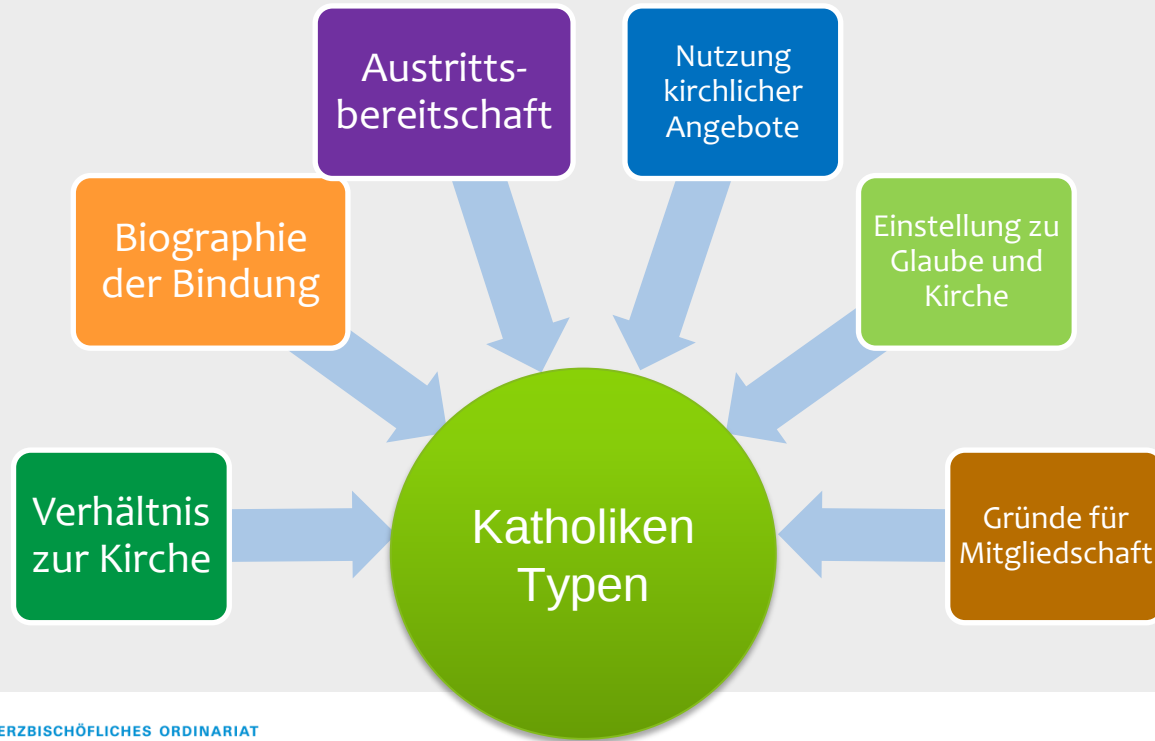 Austritts-
bereitschaft
Nutzung
kirchlicher
Angebote
Biographie
der Bindung
Einstellung zu
Glaube und
Kirche
Verhältnis
zur Kirche
Katholiken
Typen
Gründe für
Mitgliedschaft
ERZBISCHÖFLICHES ORDINARIAT